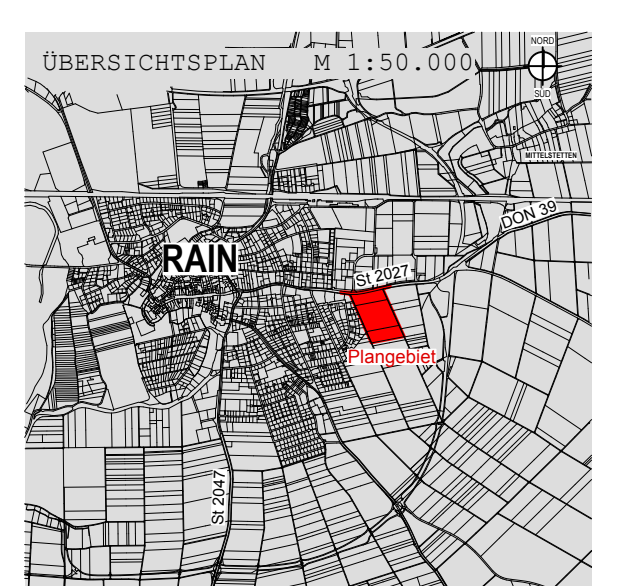 NORD
ÜBERSICHTSPLAN M 1:50.000
SÜD
MITTELSTETTEN
DON 39
RAIN
St 2027
Plangebiet
St 2047